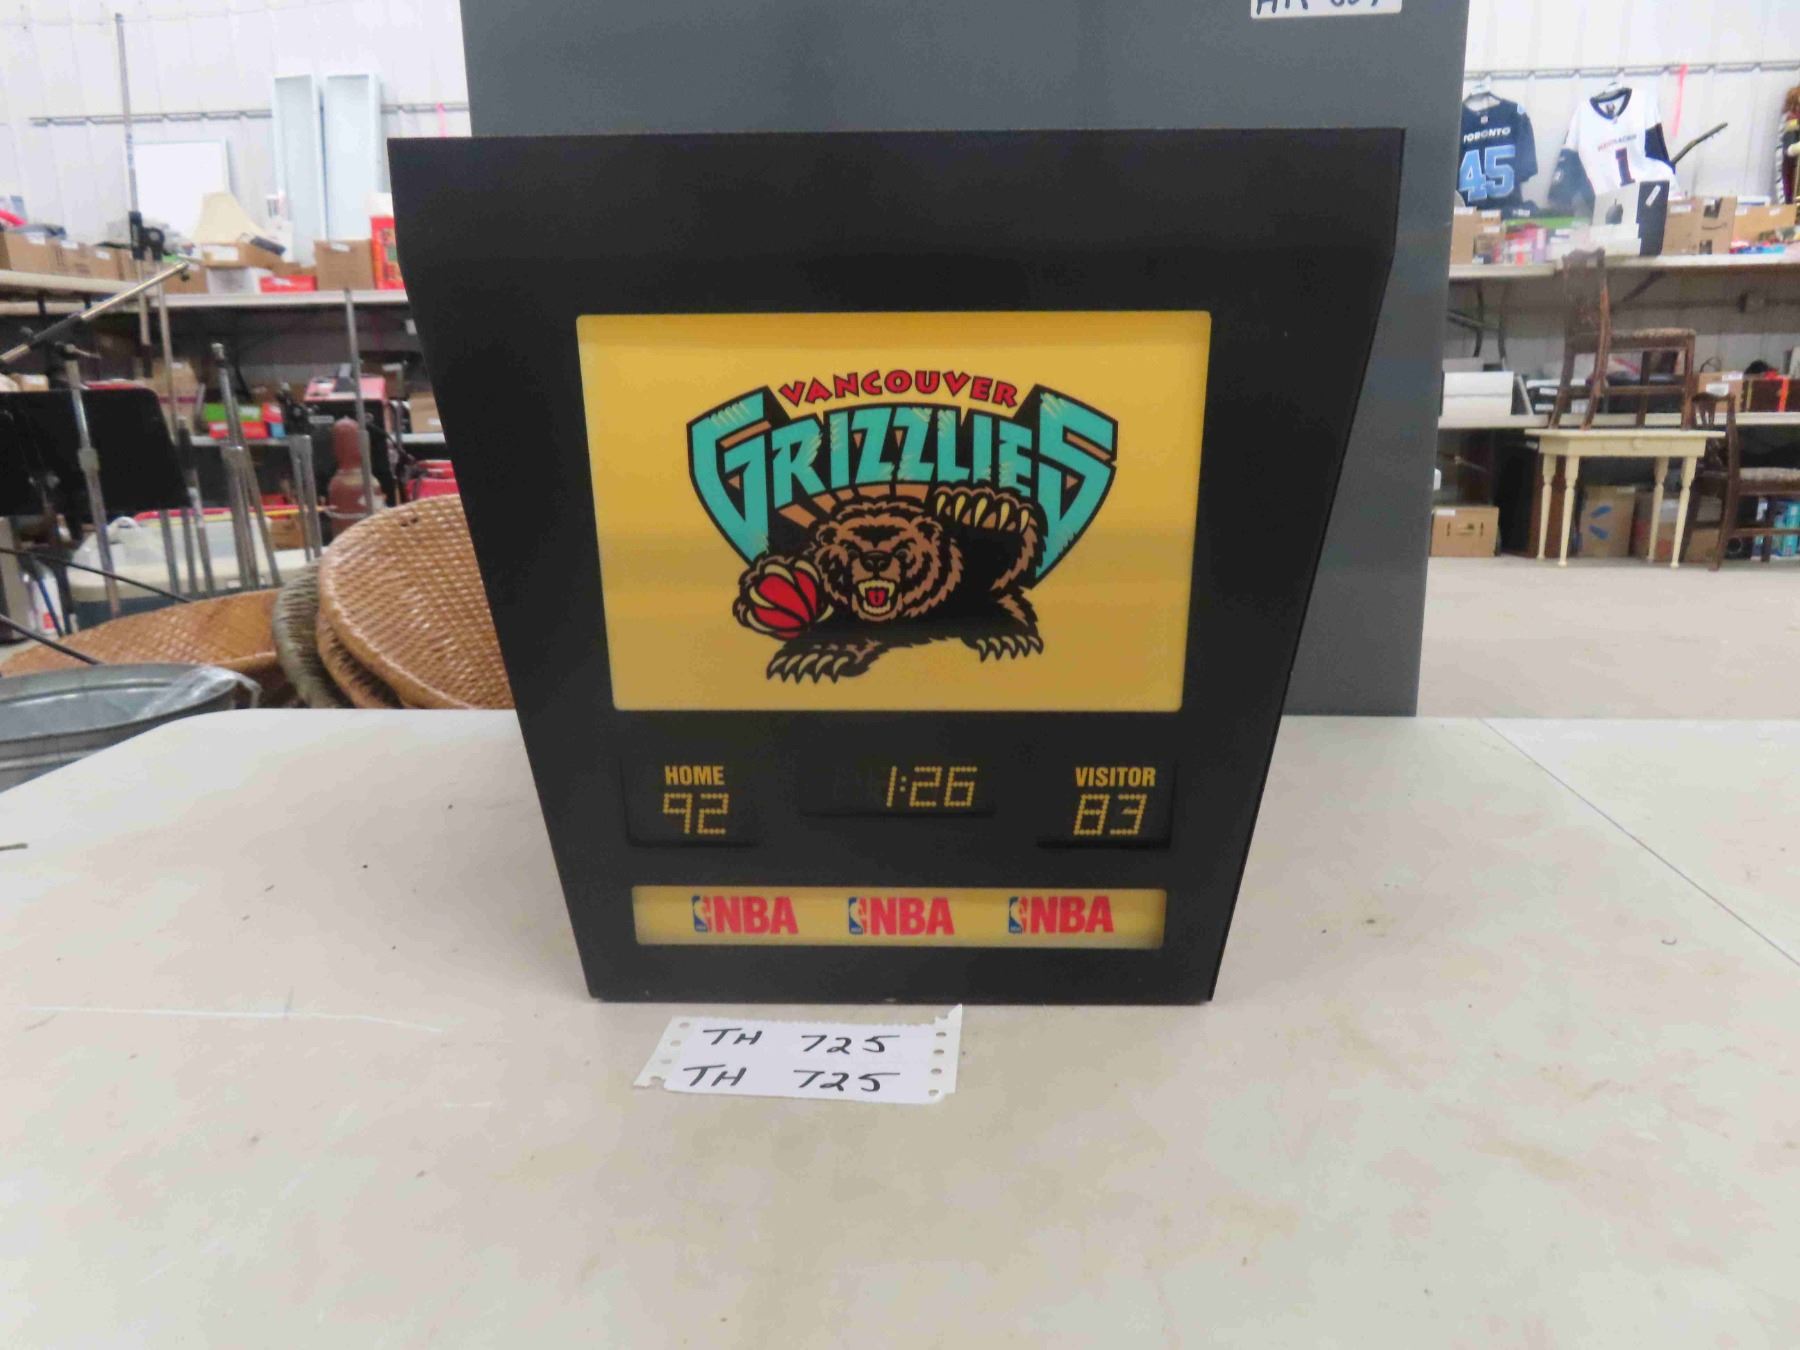 TORONTO
45
1
VANCOUVER
GRIZZLIES
HOME
92
1:26
VISITOR
83
NBA NBA NBA
TH 725
TH 725